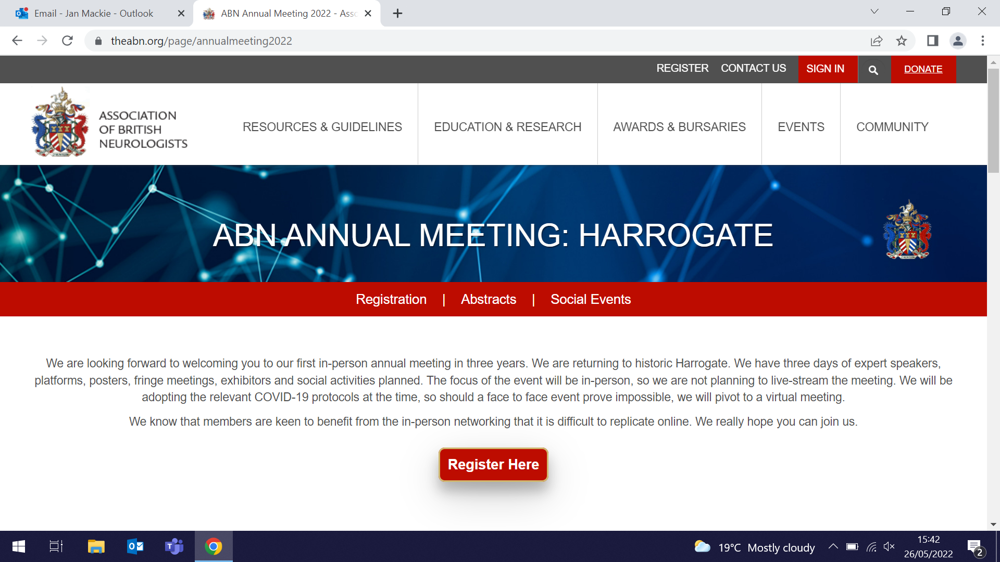 Email - Jan Mackie - Outlook
ABN Annual Meeting 2022 - Asso
theabn.org/page/annualmeeting2022
REGISTER CONTACT US SIGN IN DONATE
ASSOCIATION
OF BRITISH
NEUROLOGISTS
RESOURCES & GUIDELINES EDUCATION & RESEARCH AWARDS & BURSARIES EVENTS COMMUNITY
ABN ANNUAL MEETING: HARROGATE
Registration | Abstracts | Social Events
We are looking forward to welcoming you to our first in-person annual meeting in three years. We are returning to historic Harrogate. We have three days of expert speakers,
platforms, posters, fringe meetings, exhibitors and social activities planned. The focus of the event will be in-person, so we are not planning to live-stream the meeting. We will be
adopting the relevant COVID-19 protocols at the time, so should a face to face event prove impossible, we will pivot to a virtual meeting.
We know that members are keen to benefit from the in-person networking that it is difficult to replicate online. We really hope you can join us.
Register Here
19°C Mostly cloudy
15:42
26/05/2022
2